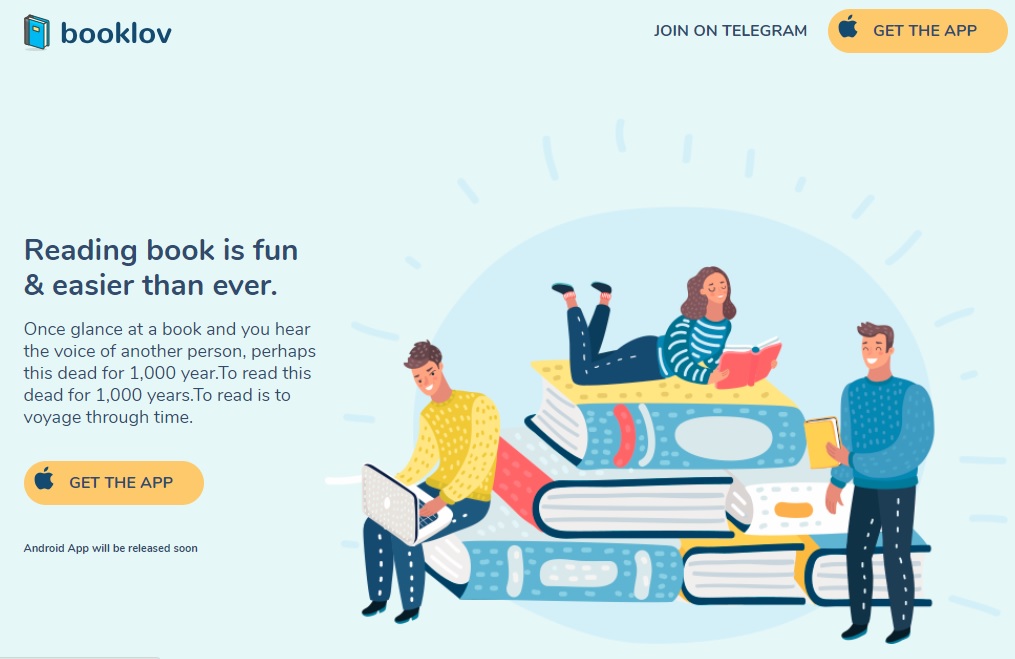 booklov
JOIN ON TELEGRAM
GET THE APP
Reading book is fun
& easier than ever.
Once glance at a book and you hear
the voice of another person, perhaps
this dead for 1,000 year.To read this
dead for 1,000 years.To read is to
voyage through time.
GET THE APP
Android App will be released soon